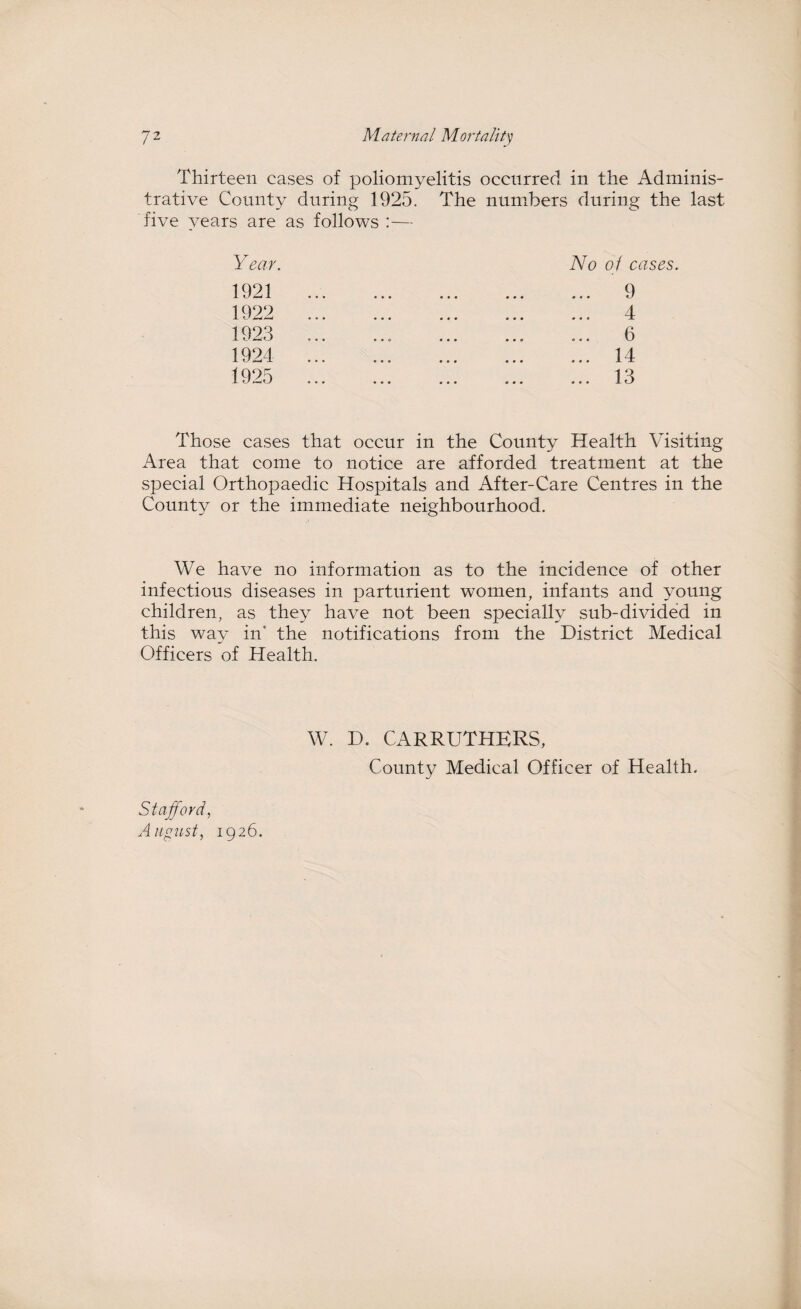 72 Maternal Mortality
Thirteen cases of poliomyelitis occurred in the Adminis-
trative County during 1925. The numbers during the last
five years are as follows :—
Year. No of cases.
1921 ... ... ... ... ... 9
1922 ... ... ... ... ... 4
1923 ... ... ... ... ... 6
1924 ... ... ... ... ... 14
1925 ... ... ... ... ... 13
Those cases that occur in the County Health Visiting
Area that come to notice are afforded treatment at the
special Orthopaedic Hospitals and After-Care Centres in the
County or the immediate neighbourhood.
We have no information as to the incidence of other
infectious diseases in parturient women, infants and young
children, as they have not been specially sub-divided in
this way in the notifications from the District Medical
Officers of Health.
W. D. CARRUTHERS,
County Medical Officer of Health.
Stafford,
August, 1926.